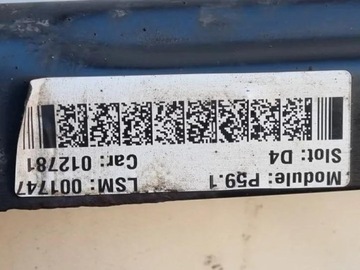 Module: P59.1 LSM: 001747
Slot: D4 Car: 012781